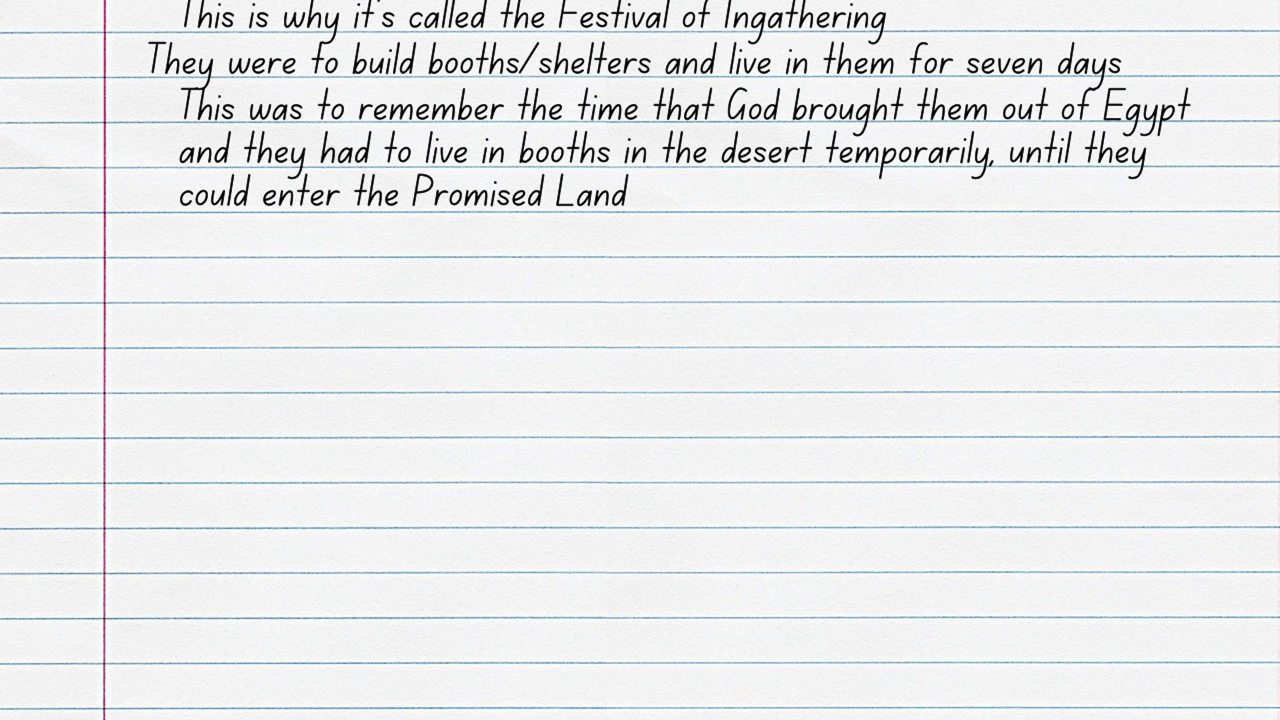 This is why it's called the Festival of Ingathering
They were to build booths/shelters and live in them for seven days
This was to remember the time that God brought them out of Egypt
and they had to live in booths in the desert temporarily, until they
could enter the Promised Land